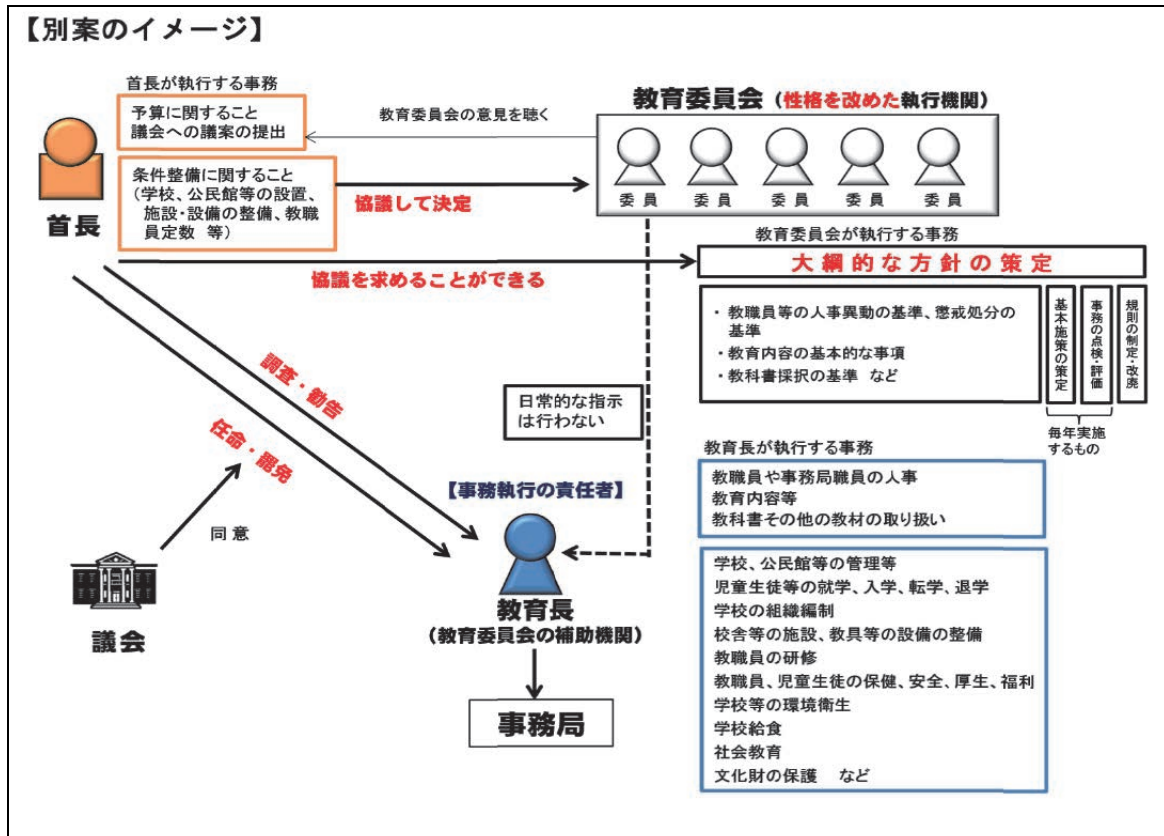 【別案のイメージ】
首長が執行する事務
予算に関すること
議会への議案の提出
条件整備に関すること
（学校、公民館等の設置、
施設・設備の整備、教職
員定数 等）
首長
教育委員会の意見を聴く
教育委員会（性格を改めた執行機関）
委員 委員 委員 委員 委員
協議して決定
教育委員会が執行する事務
大綱的な方針の策定
協議を求めることができる
・ 教職員等の人事異動の基準、懲戒処分の
基準
・教育内容の基本的な事項
・教科書採択の基準 など
基本施策の策定
事務の点検・評価
規則の制定・改廃
毎年実施
するもの
調査・勧告
任命・罷免
日常的な指示
は行わない
同意
議会
【事務執行の責任者】
教育長
（教育委員会の補助機関）
事務局
教育長が執行する事務
教職員や事務局職員の人事
教育内容等
教科書その他の教材の取り扱い
学校、公民館等の管理等
児童生徒等の就学、入学、転学、退学
学校の組織編制
校舎等の施設、教具等の設備の整備
教職員の研修
教職員、児童生徒の保健、安全、厚生、福利
学校等の環境衛生
学校給食
社会教育
文化財の保護 など